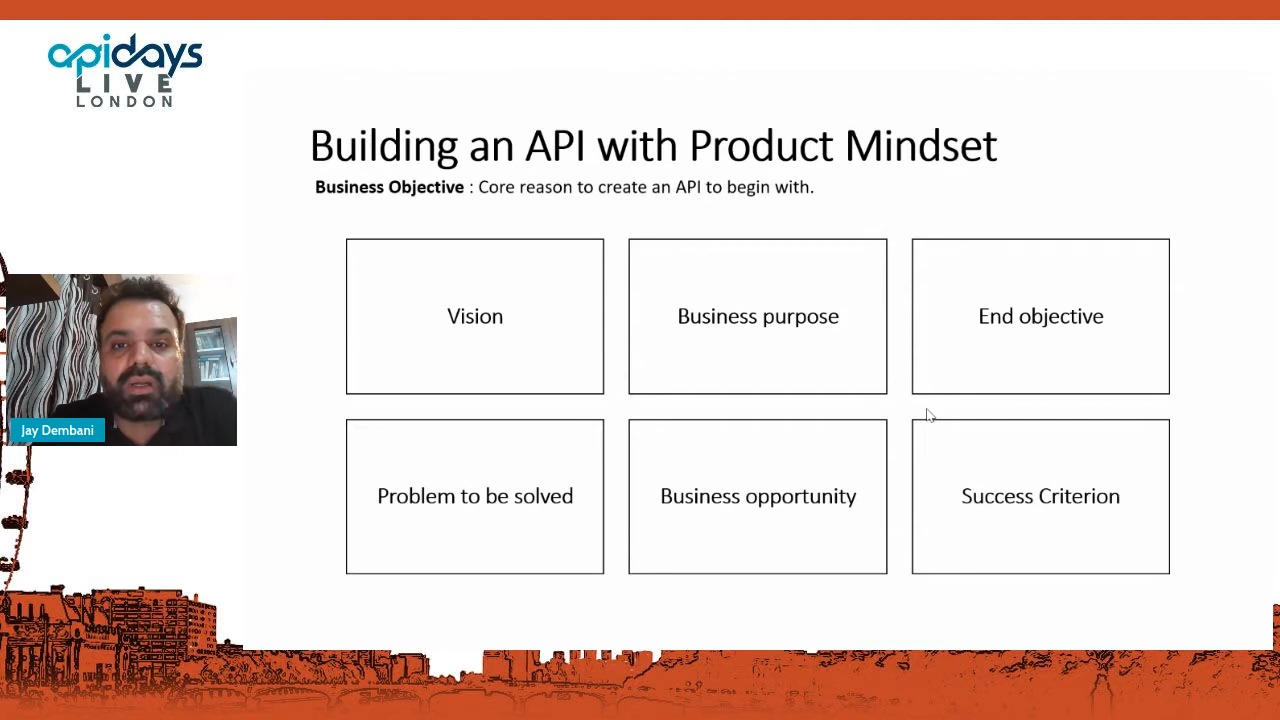 apidays
LIVE
LONDON
Building an API with Product Mindset
Business Objective : Core reason to create an API to begin with.
Vision
Business purpose
End objective
Problem to be solved
Business opportunity
Success Criterion
Jay Dembani